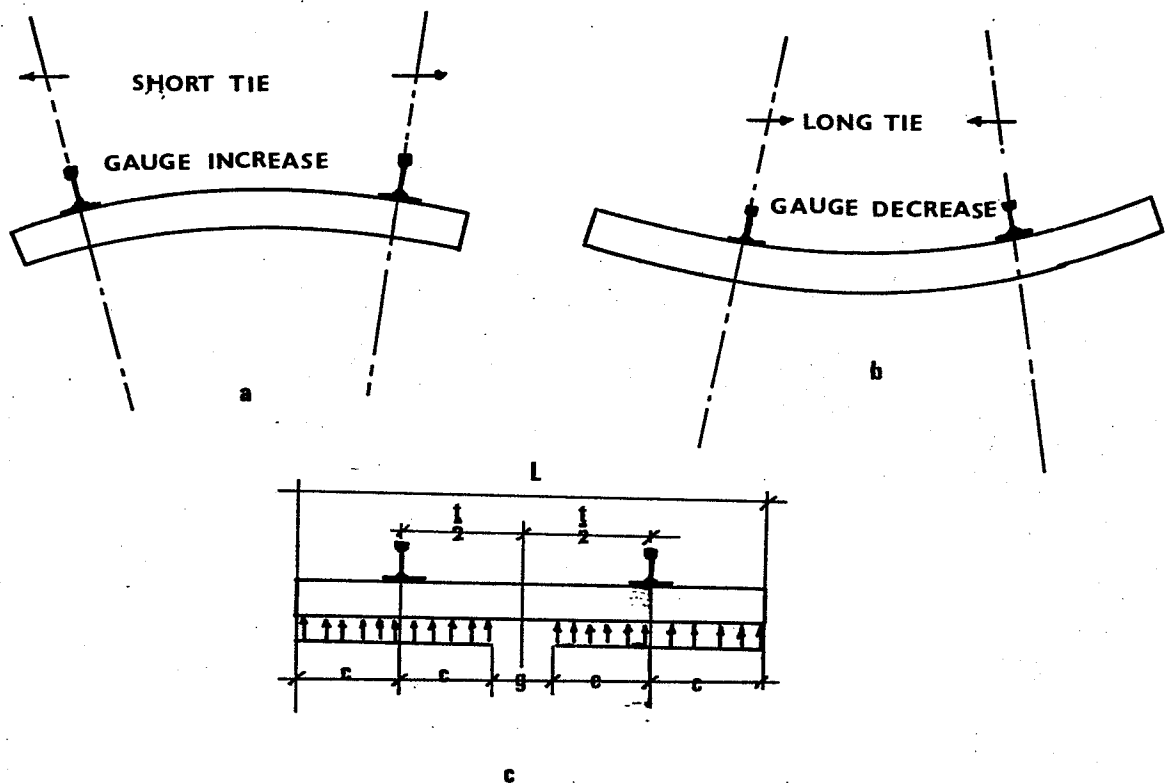 SHORT TIE
GAUGE INCREASE
a
LONG TIE
GAUGE DECREASE
b
L
t/2 t/2
c c g c c
c